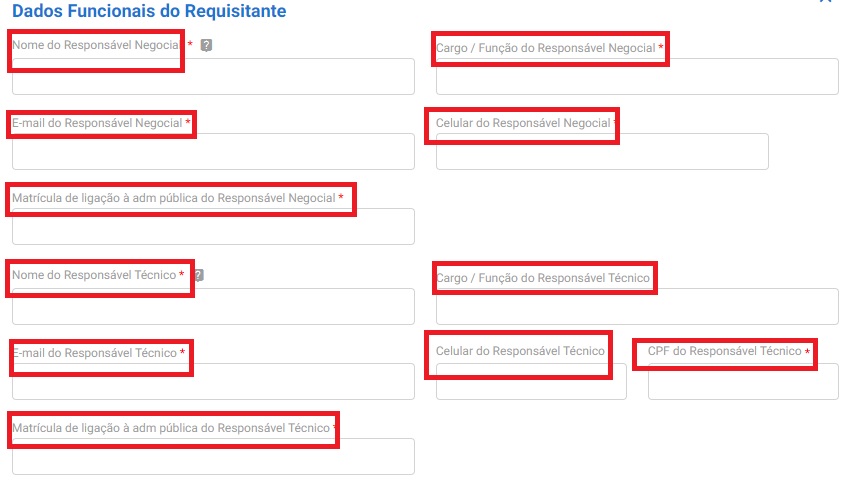 Dados Funcionais do Requisitante
Nome do Responsável Negocial * ?
Cargo / Função do Responsável Negocial *
E-mail do Responsável Negocial *
Celular do Responsável Negocial *
Matrícula de ligação à adm pública do Responsável Negocial *
Nome do Responsável Técnico * ?
Cargo / Função do Responsável Técnico
E-mail do Responsável Técnico *
Celular do Responsável Técnico
CPF do Responsável Técnico *
Matrícula de ligação à adm pública do Responsável Técnico *